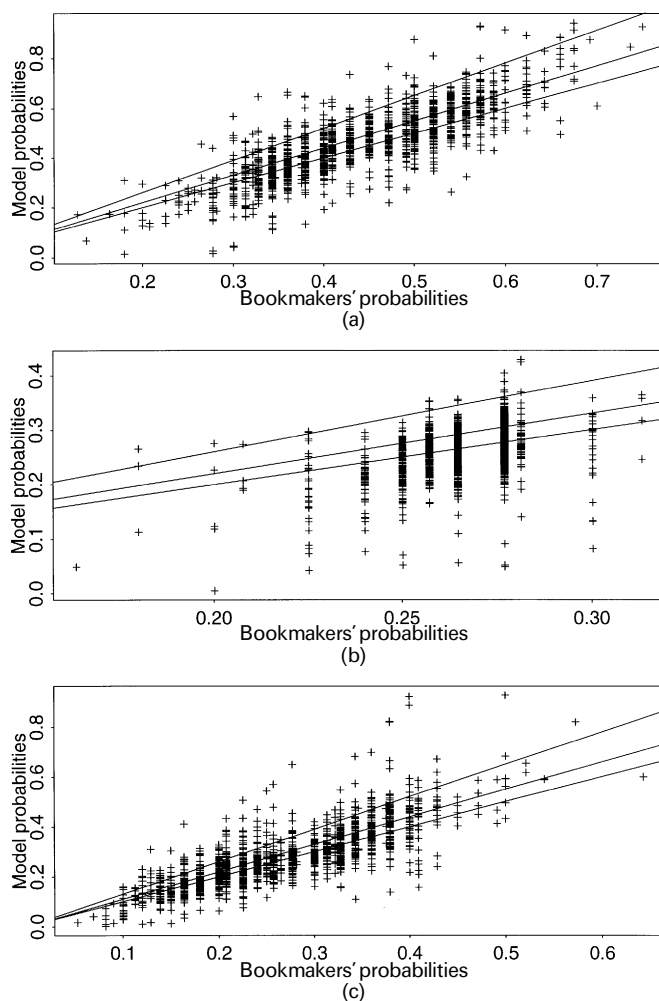 Model probabilities
0.0 0.2 0.4 0.6 0.8
0.2 0.3 0.4 0.5 0.6 0.7
Bookmakers' probabilities
(a)
Model probabilities
0.0 0.1 0.2 0.3 0.4
0.20 0.25 0.30
Bookmakers' probabilities
(b)
Model probabilities
0.0 0.2 0.4 0.6 0.8
0.1 0.2 0.3 0.4 0.5 0.6
Bookmakers' probabilities
(c)